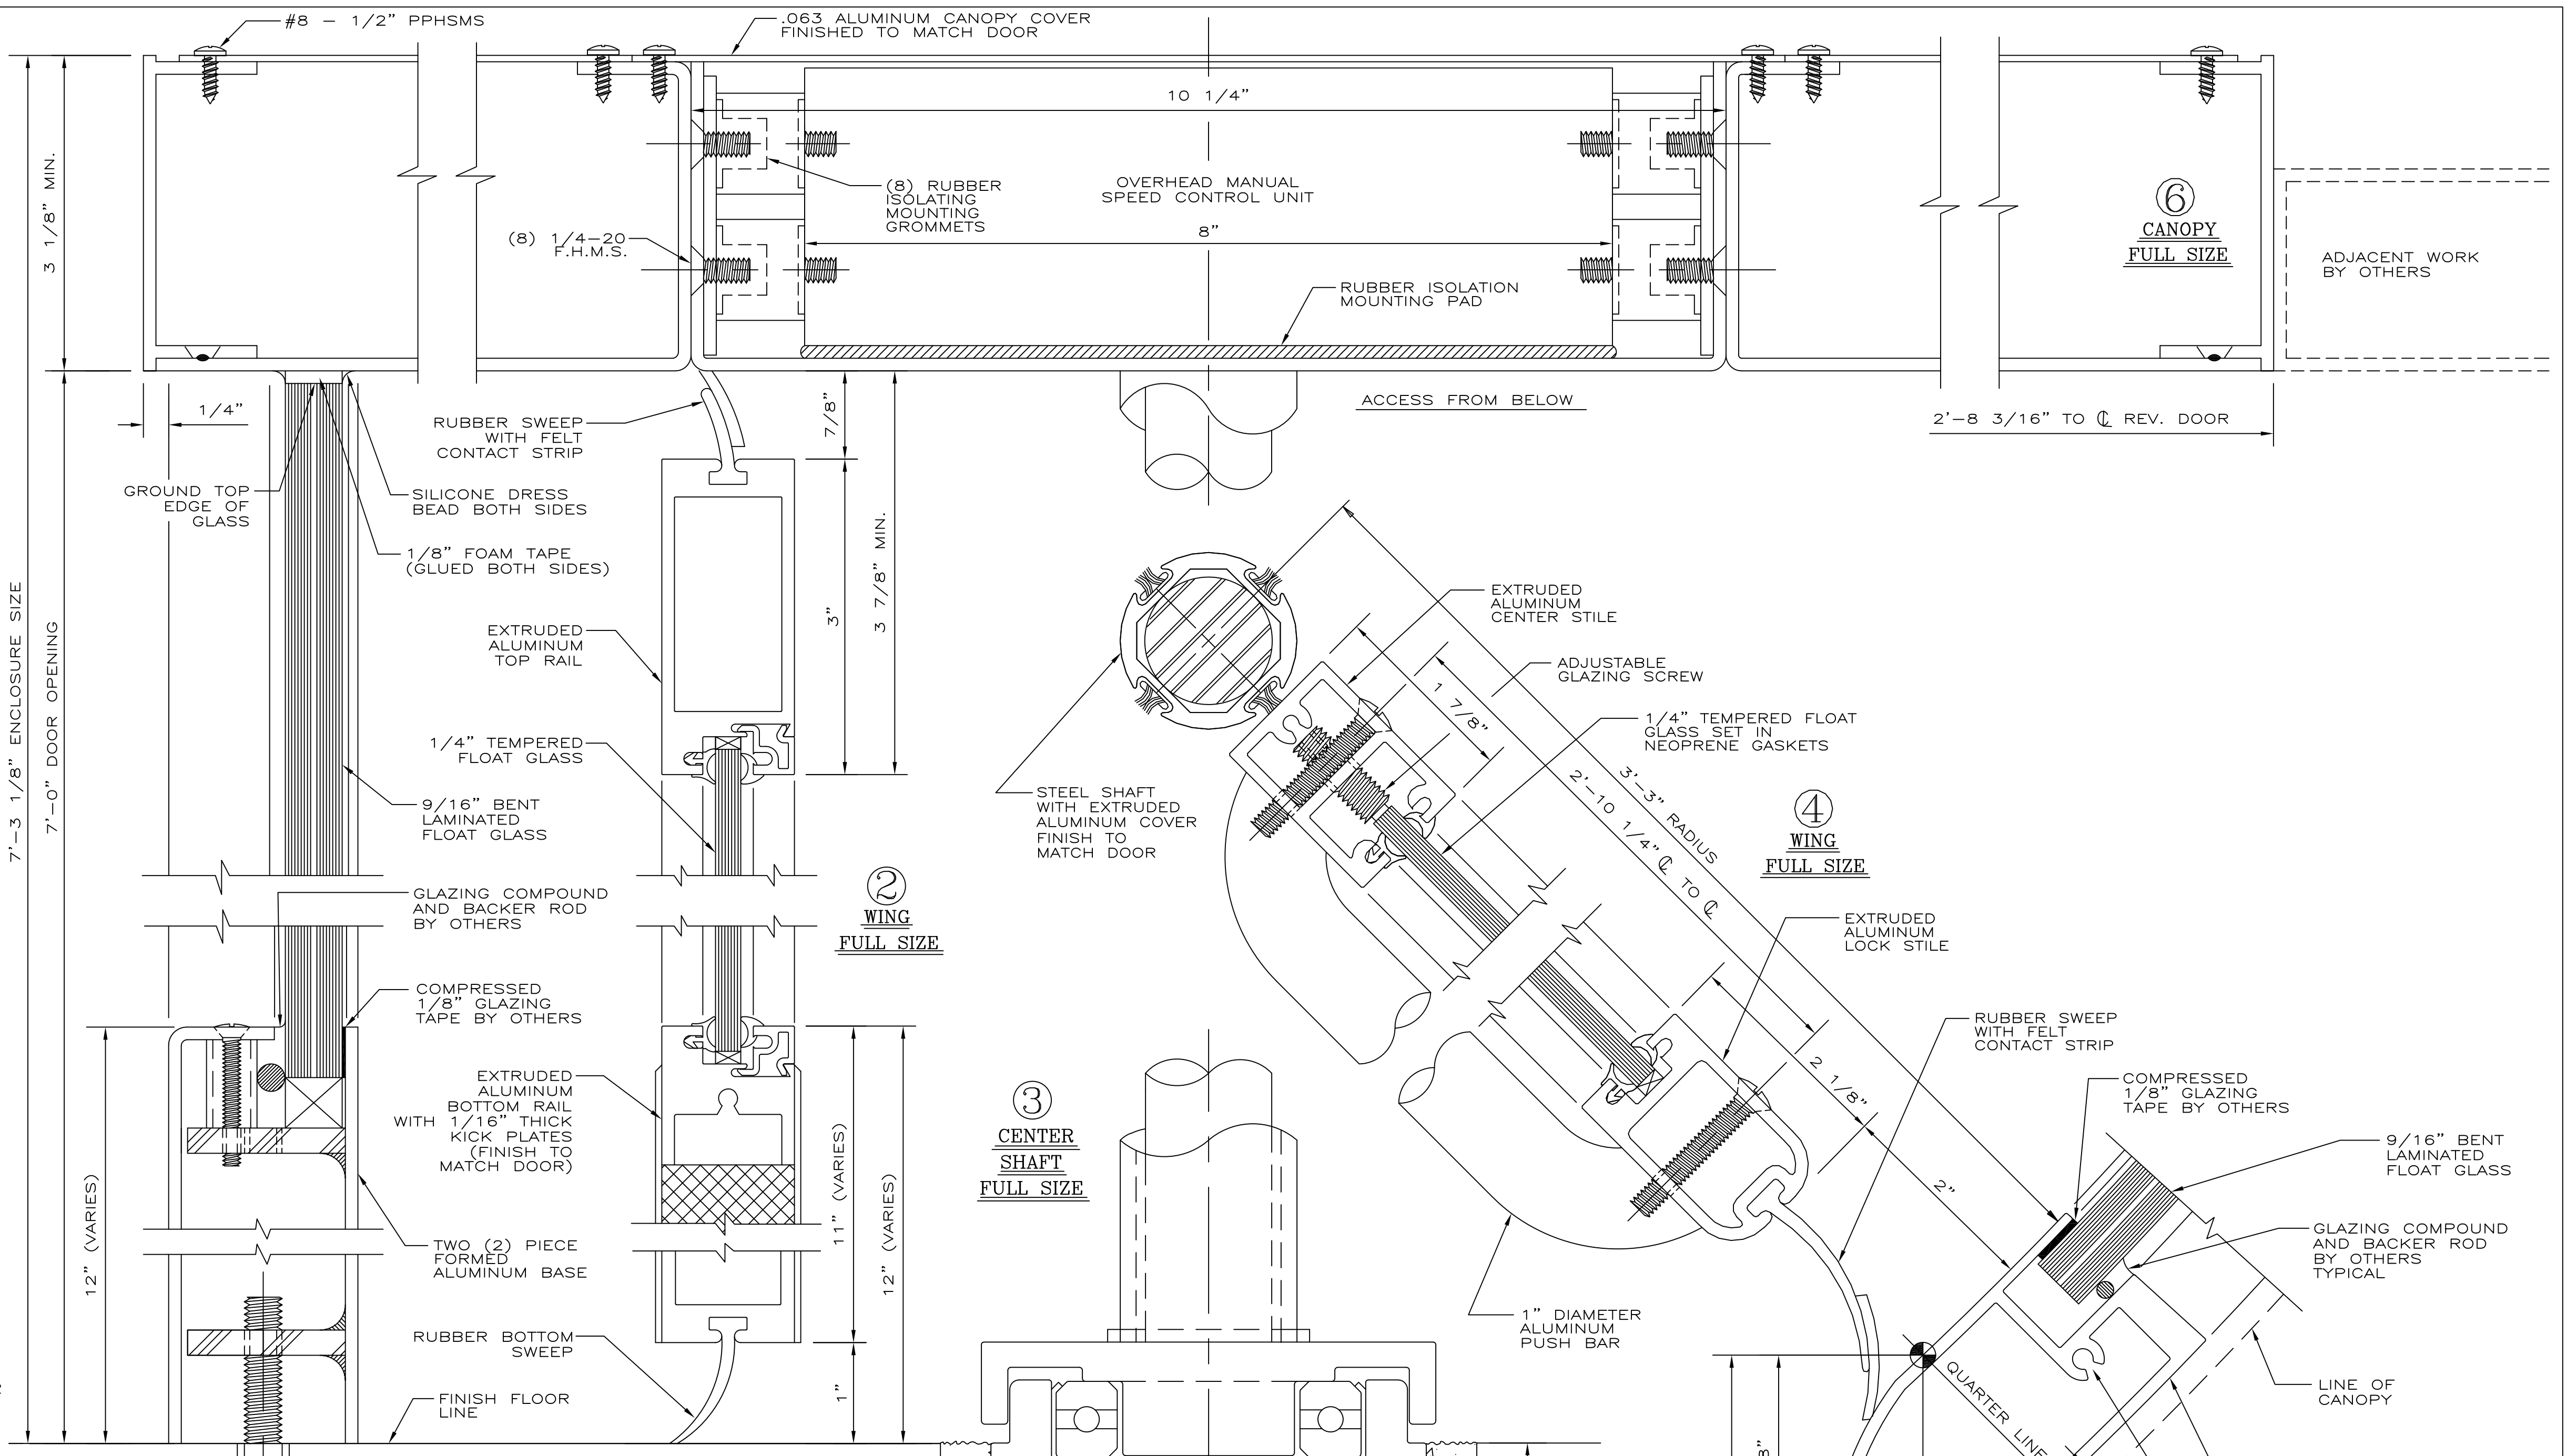 #8 - 1/2" PPHSMS
.063 ALUMINUM CANOPY COVER
FINISHED TO MATCH DOOR
3 1/8" MIN.
10 1/4"
(8) RUBBER
ISOLATING
MOUNTING
GROMMETS
OVERHEAD MANUAL
SPEED CONTROL UNIT
8"
(8) 1/4-20
F.H.M.S.
RUBBER ISOLATION
MOUNTING PAD
6
CANOPY
FULL SIZE
ADJACENT WORK
BY OTHERS
1/4"
RUBBER SWEEP
WITH FELT
CONTACT STRIP
7/8"
ACCESS FROM BELOW
2'-8 3/16" TO ℄ REV. DOOR
GROUND TOP
EDGE OF
GLASS
SILICONE DRESS
BEAD BOTH SIDES
1/8" FOAM TAPE
(GLUED BOTH SIDES)
7'-3 1/8" ENCLOSURE SIZE
7'-0" DOOR OPENING
EXTRUDED
ALUMINUM
TOP RAIL
3"
3 7/8" MIN.
1/4" TEMPERED
FLOAT GLASS
9/16" BENT
LAMINATED
FLOAT GLASS
EXTRUDED
ALUMINUM
CENTER STILE
ADJUSTABLE
GLAZING SCREW
1/4" TEMPERED FLOAT
GLASS SET IN
NEOPRENE GASKETS
1 7/8"
2'-10 1/4" ℄ TO ℄
3'-3" RADIUS
STEEL SHAFT
WITH EXTRUDED
ALUMINUM COVER
FINISH TO
MATCH DOOR
4
WING
FULL SIZE
2
WING
FULL SIZE
GLAZING COMPOUND
AND BACKER ROD
BY OTHERS
EXTRUDED
ALUMINUM
LOCK STILE
COMPRESSED
1/8" GLAZING
TAPE BY OTHERS
RUBBER SWEEP
WITH FELT
CONTACT STRIP
EXTRUDED
ALUMINUM
BOTTOM RAIL
WITH 1/16" THICK
KICK PLATES
(FINISH TO
MATCH DOOR)
3
CENTER
SHAFT
FULL SIZE
2 1/8"
COMPRESSED
1/8" GLAZING
TAPE BY OTHERS
9/16" BENT
LAMINATED
FLOAT GLASS
12" (VARIES)
11" (VARIES)
12" (VARIES)
2"
TWO (2) PIECE
FORMED
ALUMINUM BASE
GLAZING COMPOUND
AND BACKER ROD
BY OTHERS
TYPICAL
RUBBER BOTTOM
SWEEP
1" DIAMETER
ALUMINUM
PUSH BAR
1"
FINISH FLOOR
LINE
QUARTER LINE
LINE OF
CANOPY